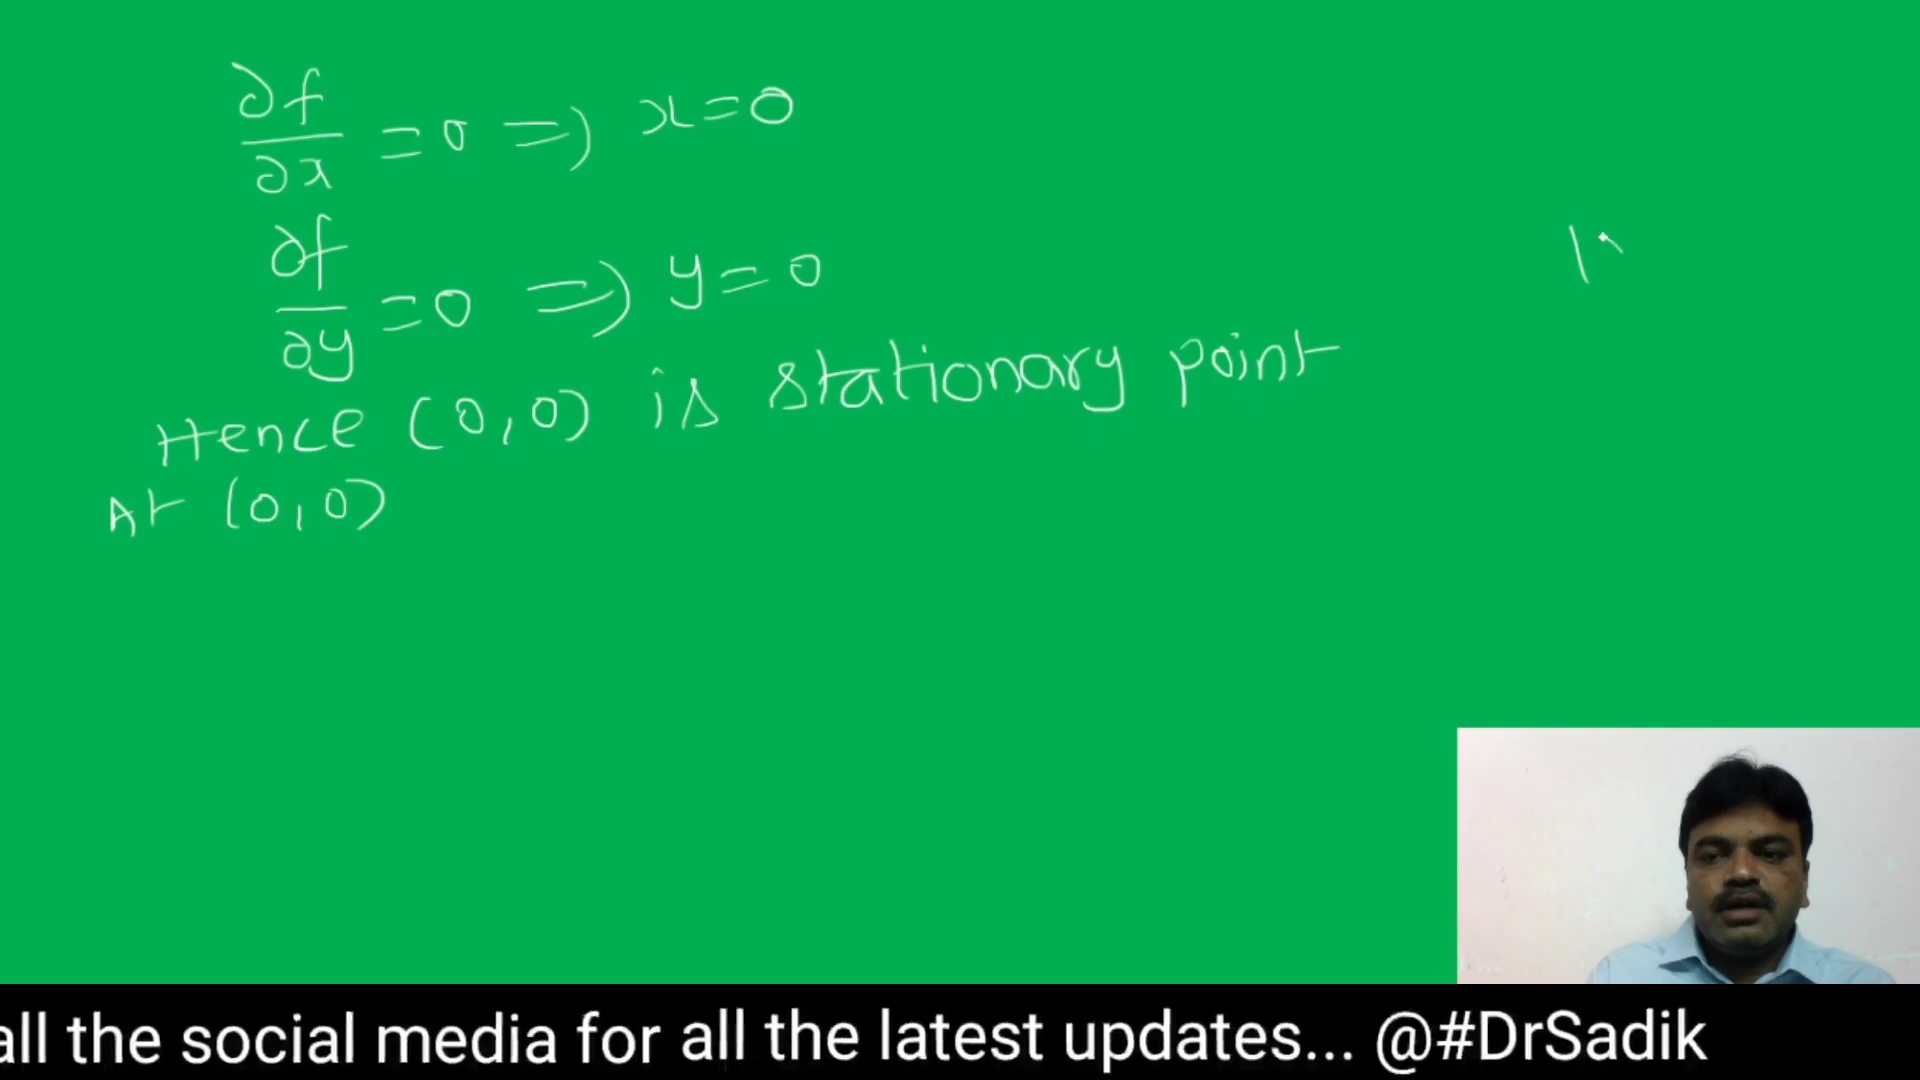 ∂f/∂x = 0 => x = 0
∂f/∂y = 0 => y = 0
Hence (0,0) is stationary point
At (0,0)
all the social media for all the latest updates... @#DrSadik